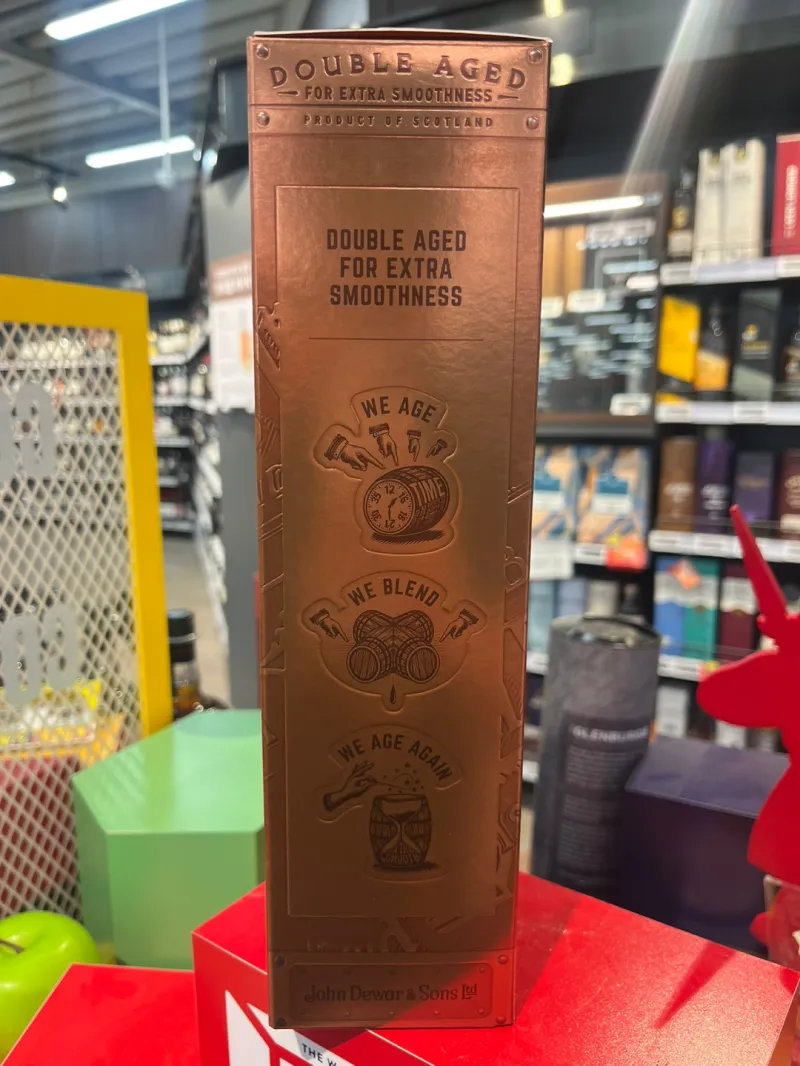 DOUBLE AGED
FOR EXTRA SMOOTHNESS
PRODUCT OF SCOTLAND
DOUBLE AGED
FOR EXTRA
SMOOTHNESS
WE AGE
TIME
WE BLEND
WE AGE AGAIN
John Dewar & Sons Ltd
GLENBURGIE
THE W